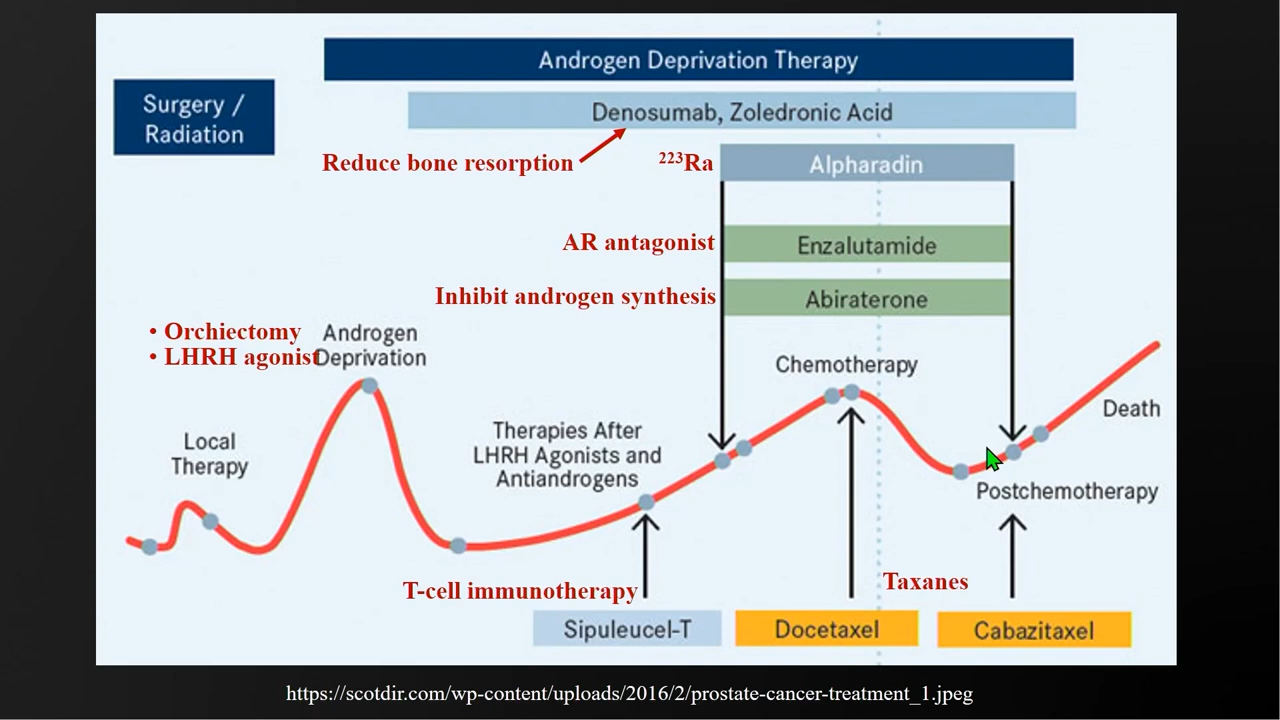 Androgen Deprivation Therapy
Surgery /
Radiation
Denosumab, Zoledronic Acid
Reduce bone resorption
²²³Ra
Alpharadin
AR antagonist
Enzalutamide
Inhibit androgen synthesis
Abiraterone
• Orchiectomy
• LHRH agonist
Androgen
Deprivation
Chemotherapy
Local
Therapy
Therapies After
LHRH Agonists and
Antiandrogens
Death
Postchemotherapy
T-cell immunotherapy
Taxanes
Sipuleucel-T
Docetaxel
Cabazitaxel
https://scotdir.com/wp-content/uploads/2016/2/prostate-cancer-treatment_1.jpeg